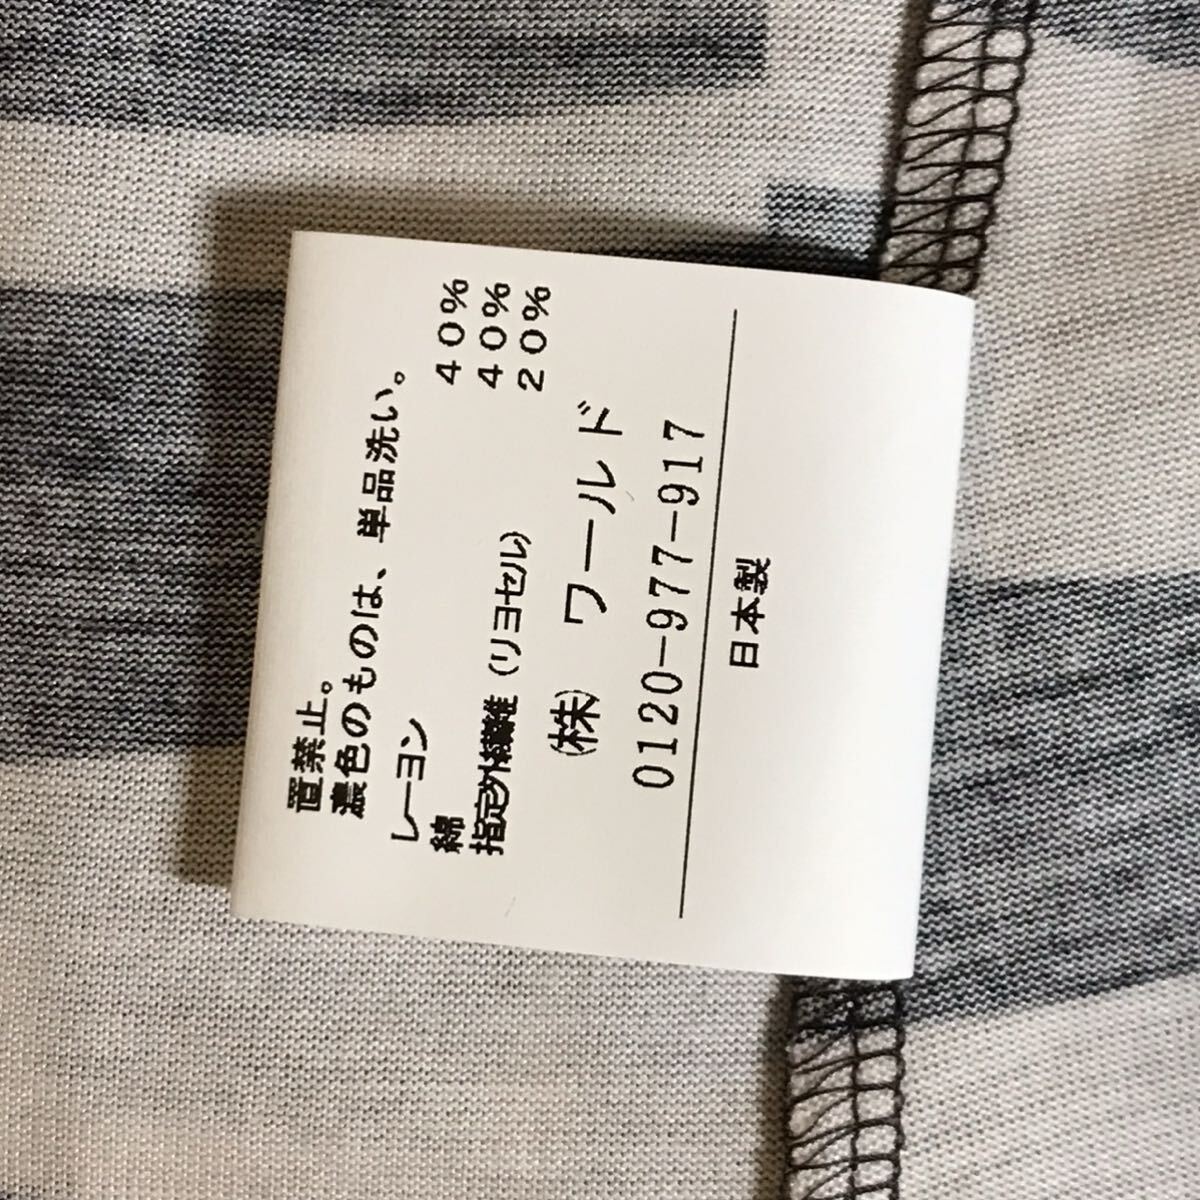 置禁止。
濃色のものは、単品洗い。
レーヨン 40%
綿 40%
指定外繊維(リヨセル) 20%
(株) ワールド
0120-977-917
日本製